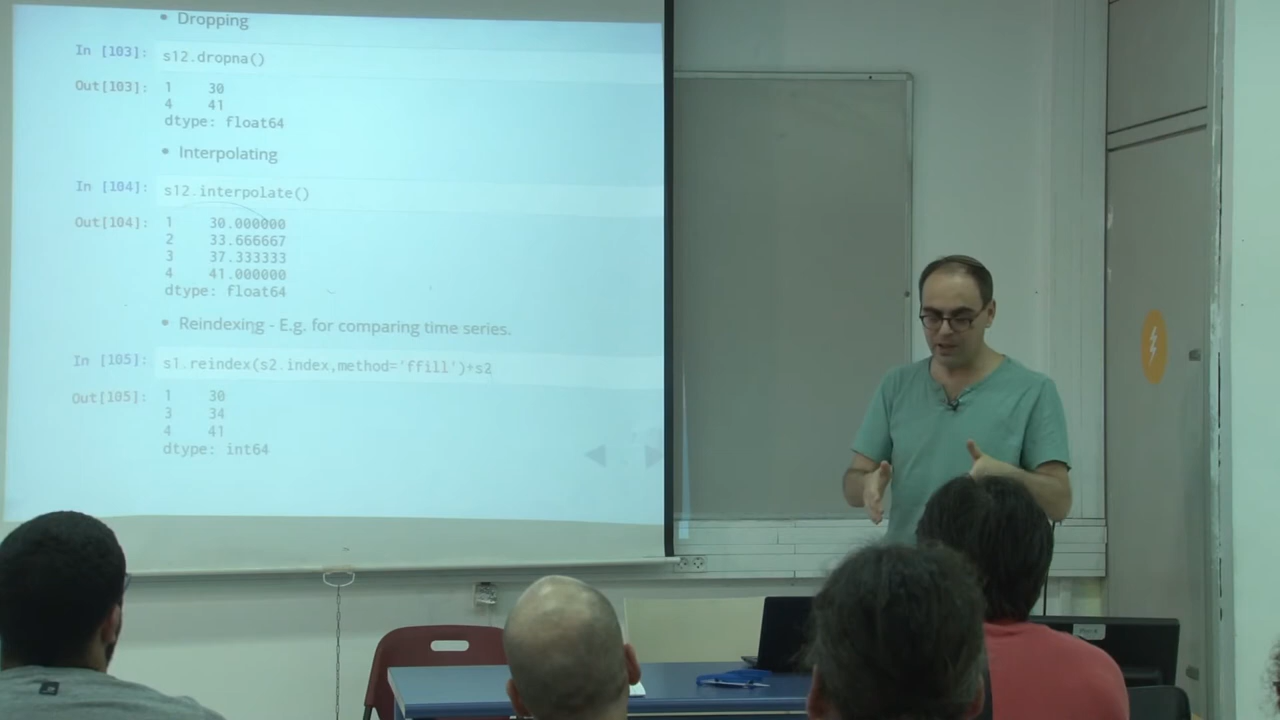 • Dropping
In [103]: s12.dropna()
Out[103]: 1 30
4 41
dtype: float64
• Interpolating
In [104]: s12.interpolate()
Out[104]: 1 30.000000
2 33.666667
3 37.333333
4 41.000000
dtype: float64
• Reindexing - E.g. for comparing time series.
In [105]: s1.reindex(s2.index,method='ffill')+s2
Out[105]: 1 30
3 34
4 41
dtype: int64